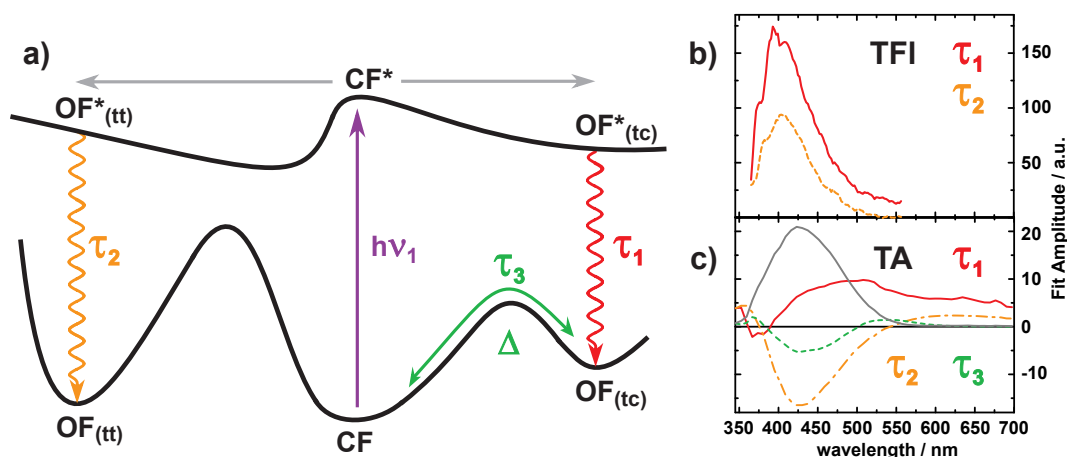 a)
CF*
OF*(tt)
OF*(tc)
τ2
hν1
τ3
τ1
Δ
OF(tt)
CF
OF(tc)
b)
TFI
τ1
τ2
150
100
50
0
Fit Amplitude / a.u.
c)
TA
τ1
τ2
τ3
20
10
0
-10
350 400 450 500 550 600 650 700
wavelength / nm